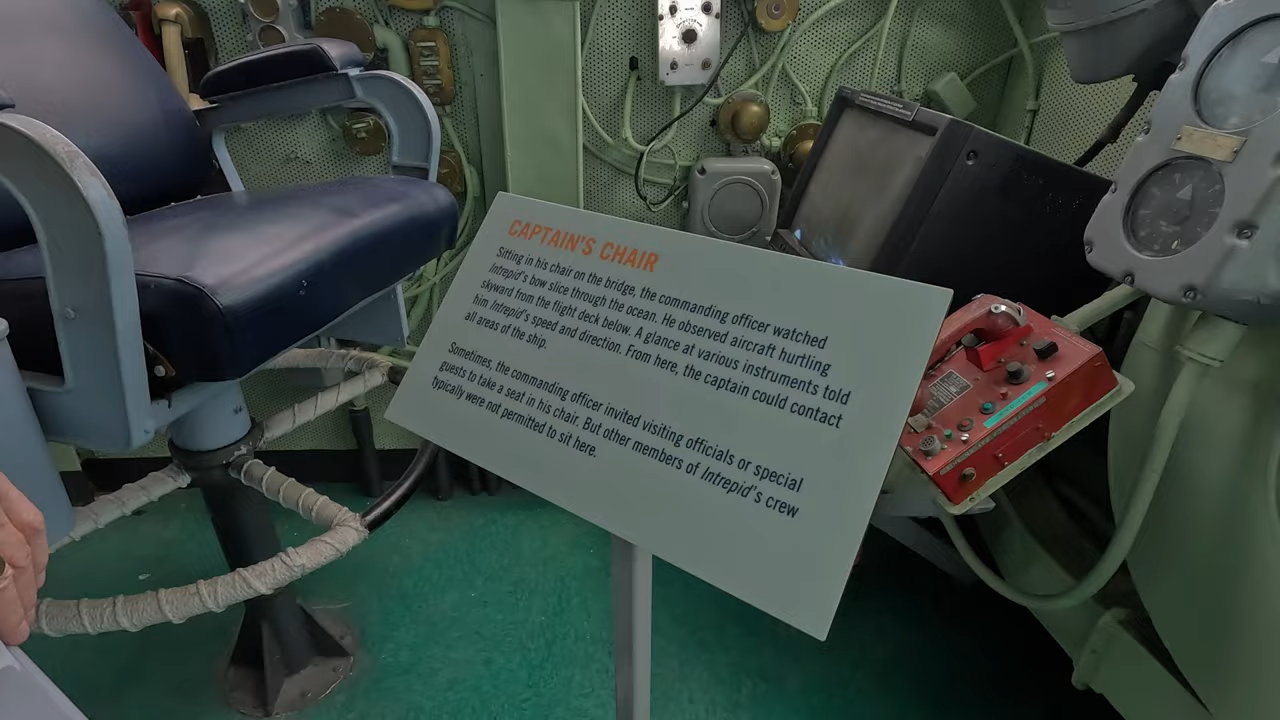 CAPTAIN'S CHAIR
Sitting in his chair on the bridge, the commanding officer watched
Intrepid's bow slice through the ocean. He observed aircraft hurtling
skyward from the flight deck below. A glance at various instruments told
him Intrepid's speed and direction. From here, the captain could contact
all areas of the ship.
Sometimes, the commanding officer invited visiting officials or special
guests to take a seat in his chair. But other members of Intrepid's crew
typically were not permitted to sit here.